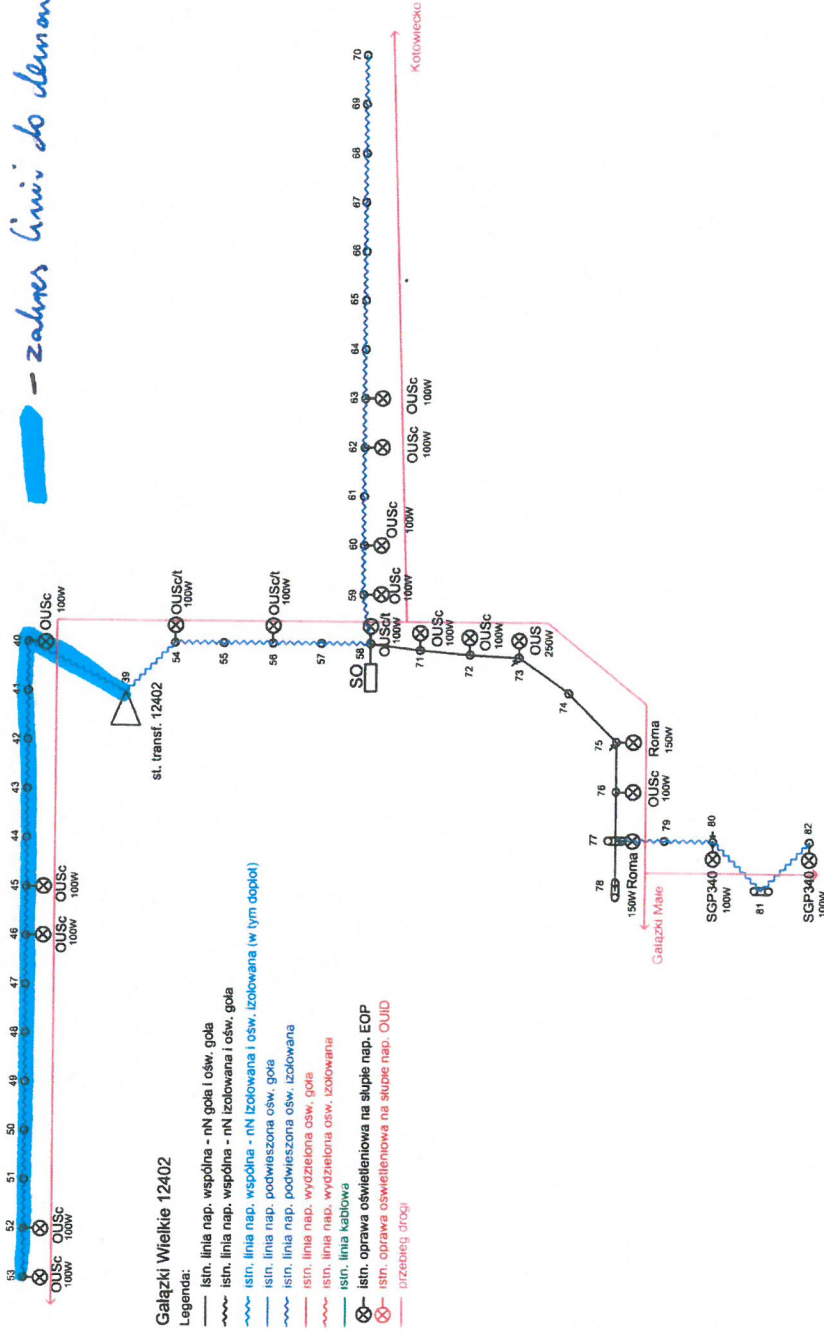 — zakres linii do
70
69
68
67
66
65
64
63
62
61
60
59
Kotowiecko
OUSc
100W
OUSc
100W
OUSc
100W
OUSc
100W
40
OUSc
100W
41
42
43
44
45
OUSc
100W
46
OUSc
100W
47
48
49
50
51
52
OUSc
100W
53
OUSc
100W
39
st. transf. 12402
54
OUSc/t
100W
55
56
OUSc/t
100W
57
58
OUSc/t
100W
SO
71
OUSc
100W
72
OUSc
100W
73
OUS
250W
74
75
Roma
150W
76
OUSc
100W
77
150W Roma
78
79
80
SGP340
100W
81
82
SGP340
100W
Gałązki Małe
Gałązki Wielkie 12402
Legenda:
istn. linia nap. wspólna - nN goła i ośw. goła
istn. linia nap. wspólna - nN izolowana i ośw. goła
istn. linia nap. wspólna - nN izolowana i ośw. izolowana (w tym dopiol)
istn. linia nap. podwieszona ośw. goła
istn. linia nap. podwieszona ośw. izolowana
istn. linia nap. wydzielona ośw. goła
istn. linia nap. wydzielona ośw. izolowana
istn. linia kablowa
istn. oprawa oświetleniowa na słupie nap. EOP
istn. oprawa oświetleniowa na słupie nap. OUiD
przebieg drogi